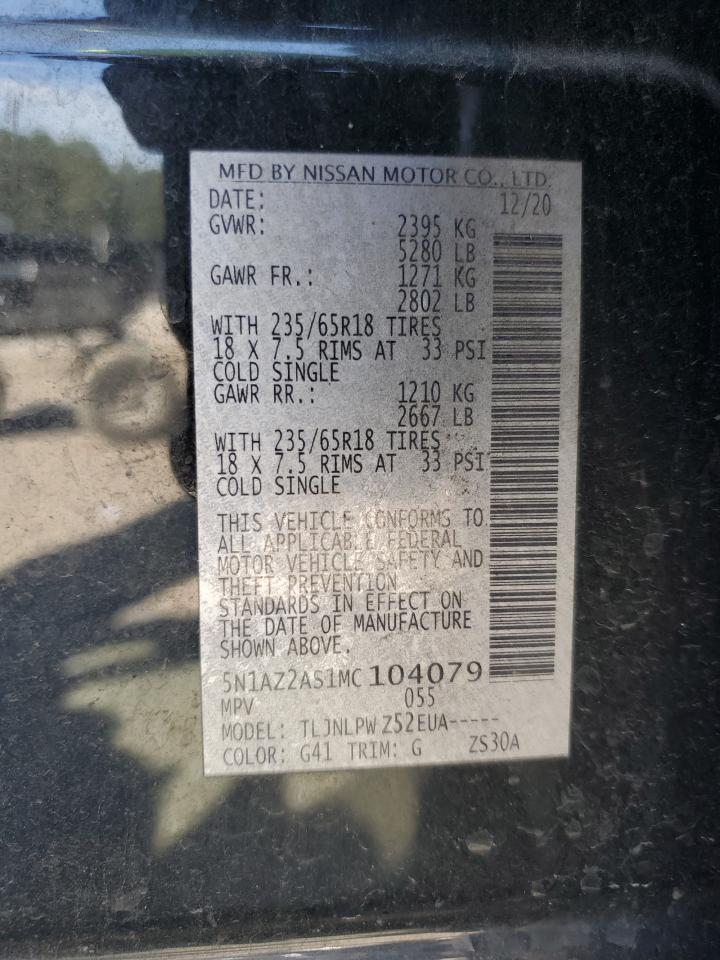 MFD BY NISSAN MOTOR CO., LTD.
DATE: 12/20
GVWR: 2395 KG
5280 LB
GAWR FR.: 1271 KG
2802 LB
WITH 235/65R18 TIRES
18 X 7.5 RIMS AT 33 PSI
COLD SINGLE
GAWR RR.: 1210 KG
2667 LB
WITH 235/65R18 TIRES
18 X 7.5 RIMS AT 33 PSI
COLD SINGLE
THIS VEHICLE CONFORMS TO
ALL APPLICABLE FEDERAL
MOTOR VEHICLE SAFETY AND
THEFT PREVENTION
STANDARDS IN EFFECT ON
THE DATE OF MANUFACTURE
SHOWN ABOVE.
5N1AZ2AS1MC104079
MPV 055
MODEL: TLJNLPW Z52EUA-----
COLOR: G41 TRIM: G ZS30A